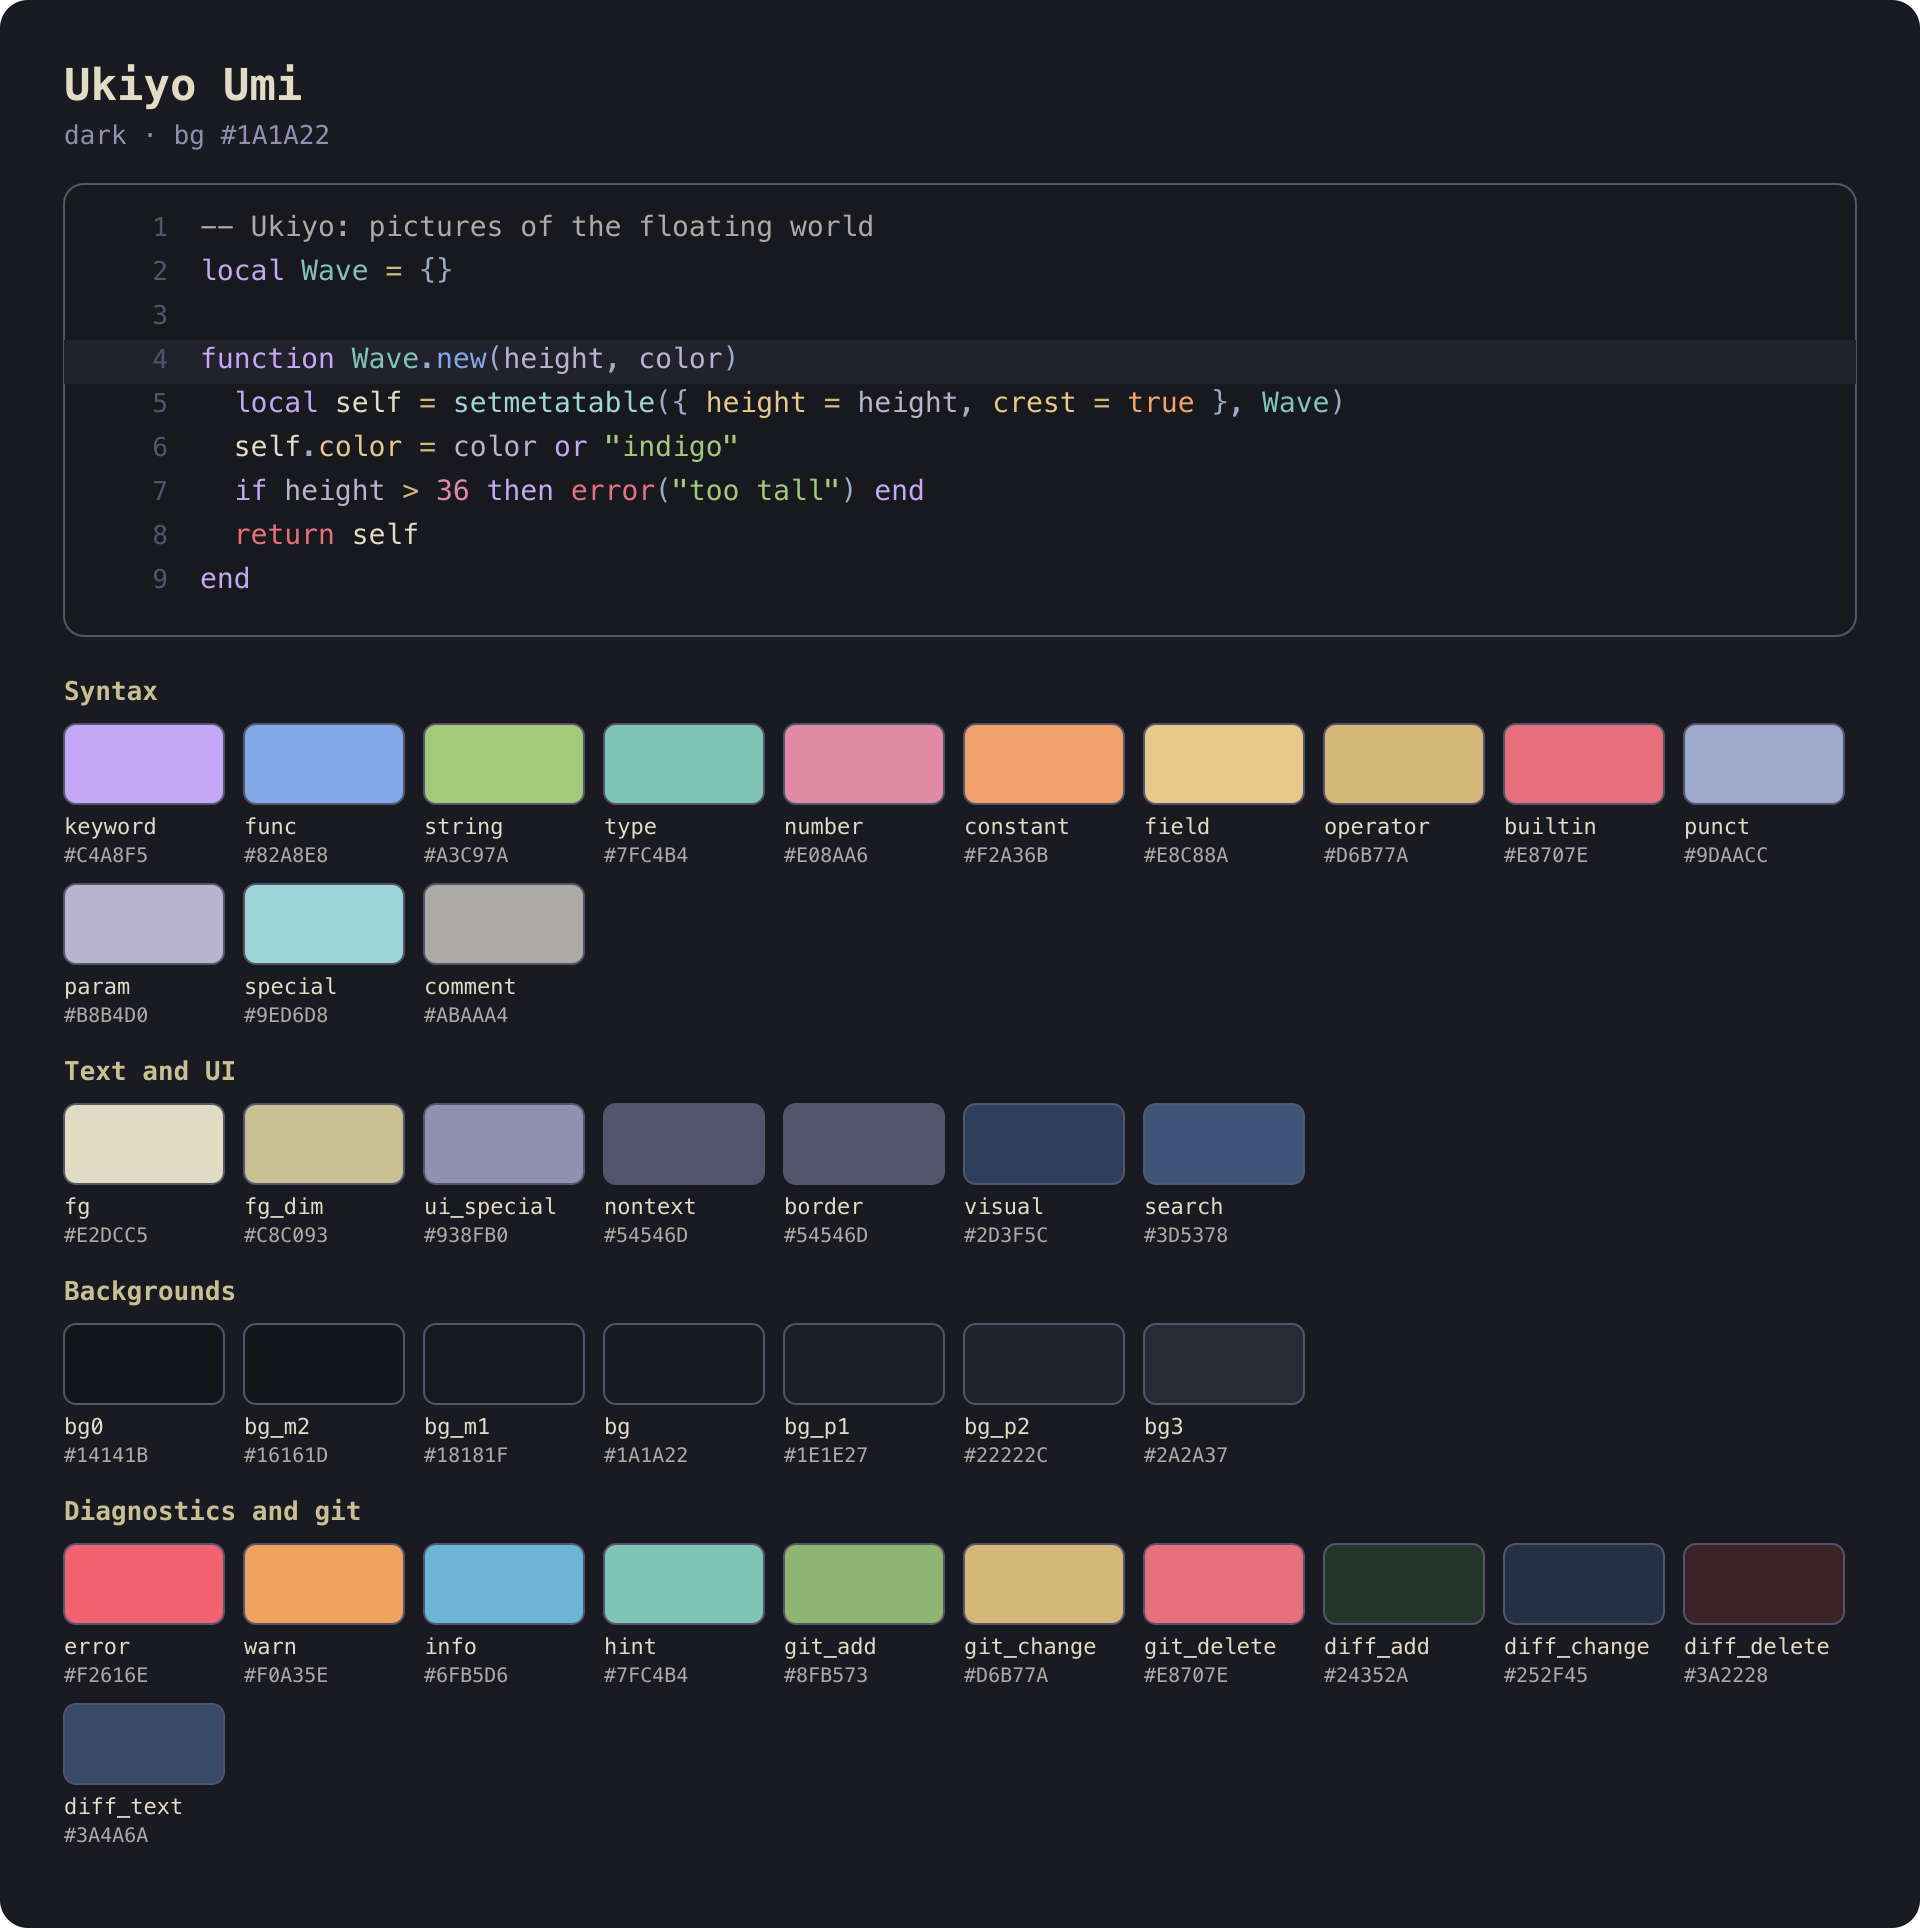 Ukiyo Umi
dark · bg #1A1A22
1 -- Ukiyo: pictures of the floating world
2 local Wave = {}
3
4 function Wave.new(height, color)
5   local self = setmetatable({ height = height, crest = true }, Wave)
6   self.color = color or "indigo"
7   if height > 36 then error("too tall") end
8   return self
9 end
Syntax
keyword func string type number constant field operator builtin punct
#C4A8F5 #82A8E8 #A3C97A #7FC4B4 #E08AA6 #F2A36B #E8C88A #D6B77A #E8707E #9DAACC
param special comment
#B8B4D0 #9ED6D8 #ABAAA4
Text and UI
fg fg_dim ui_special nontext border visual search
#E2DCC5 #C8C093 #938FB0 #54546D #54546D #2D3F5C #3D5378
Backgrounds
bg0 bg_m2 bg_m1 bg bg_p1 bg_p2 bg3
#14141B #16161D #18181F #1A1A22 #1E1E27 #22222C #2A2A37
Diagnostics and git
error warn info hint git_add git_change git_delete diff_add diff_change diff_delete
#F2616E #F0A35E #6FB5D6 #7FC4B4 #8FB573 #D6B77A #E8707E #24352A #252F45 #3A2228
diff_text
#3A4A6A